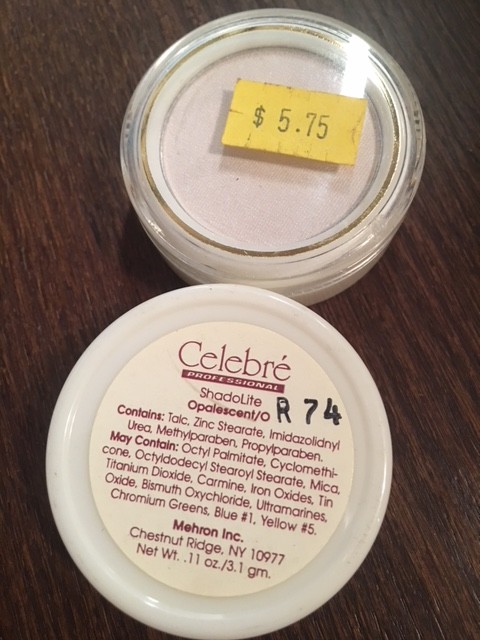 $ 5.75
Celebré
PROFESSIONAL
ShadoLite
Opalescent/O R 74
Contains: Talc, Zinc Stearate, Imidazolidnyl
Urea, Methylparaben, Propylparaben.
May Contain: Octyl Palmitate, Cyclomethi-
cone, Octyldodecyl Stearoyl Stearate, Mica,
Titanium Dioxide, Carmine, Iron Oxides, Tin
Oxide, Bismuth Oxychloride, Ultramarines,
Chromium Greens, Blue #1, Yellow #5.
Mehron Inc.
Chestnut Ridge, NY 10977
Net Wt. .11 oz./3.1 gm.